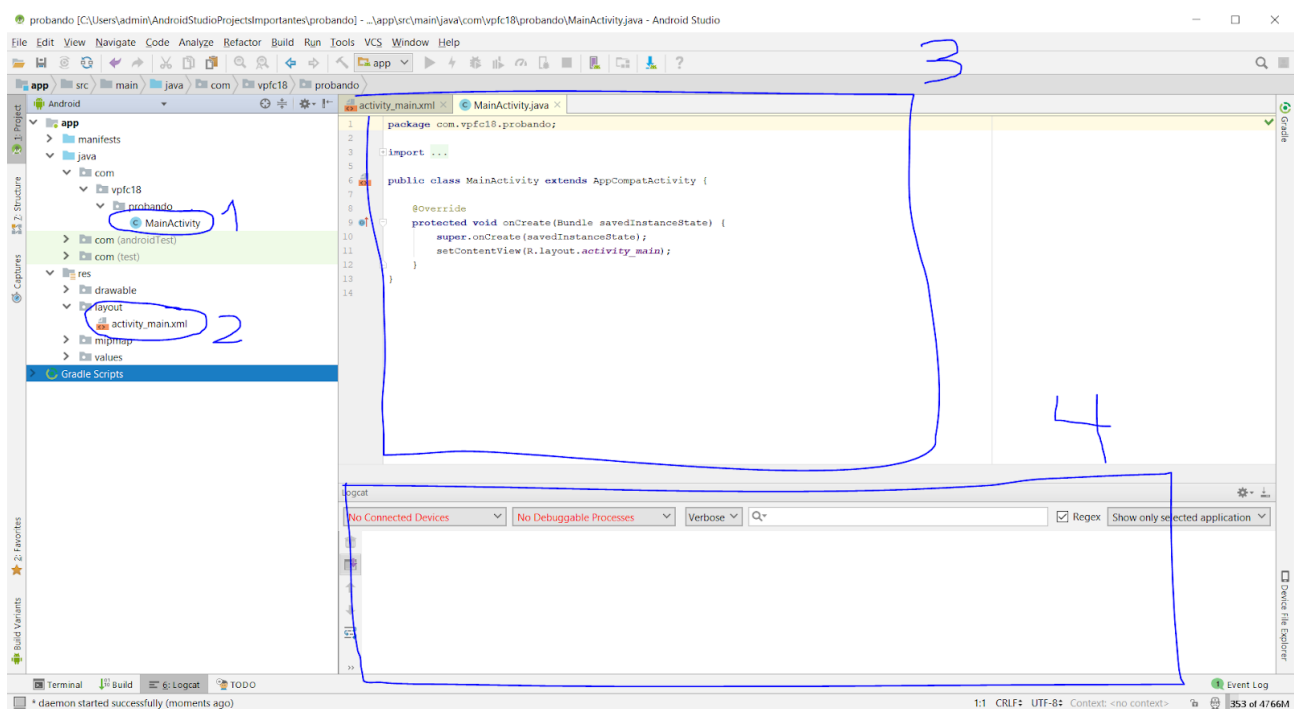 probando [C:\Users\admin\AndroidStudioProjectsImportantes\probando] - ...\app\src\main\java\com\vpfc18\probando\MainActivity.java - Android Studio
File Edit View Navigate Code Analyze Refactor Build Run Tools VCS Window Help
app
3
app src main java com vpfc18 probando
1: Project
Android
activity_main.xml
MainActivity.java
Gradle
app
manifests
java
com
vpfc18
probando
MainActivity
1
com (androidTest)
com (test)
res
drawable
layout
activity_main.xml
2
mipmap
values
Gradle Scripts
Z: Structure
Captures
1 package com.vpfc18.probando;
2
3 import ...
5
6 public class MainActivity extends AppCompatActivity {
7
8 @Override
9 protected void onCreate(Bundle savedInstanceState) {
10 super.onCreate(savedInstanceState);
11 setContentView(R.layout.activity_main);
12 }
13 }
14
4
Logcat
No Connected Devices No Debuggable Processes Verbose Regex Show only selected application
2: Favorites
Build Variants
Device File Explorer
Terminal Build 6: Logcat TODO Event Log
* daemon started successfully (moments ago) 1:1 CRLF UTF-8 Context: <no context> 353 of 4766M